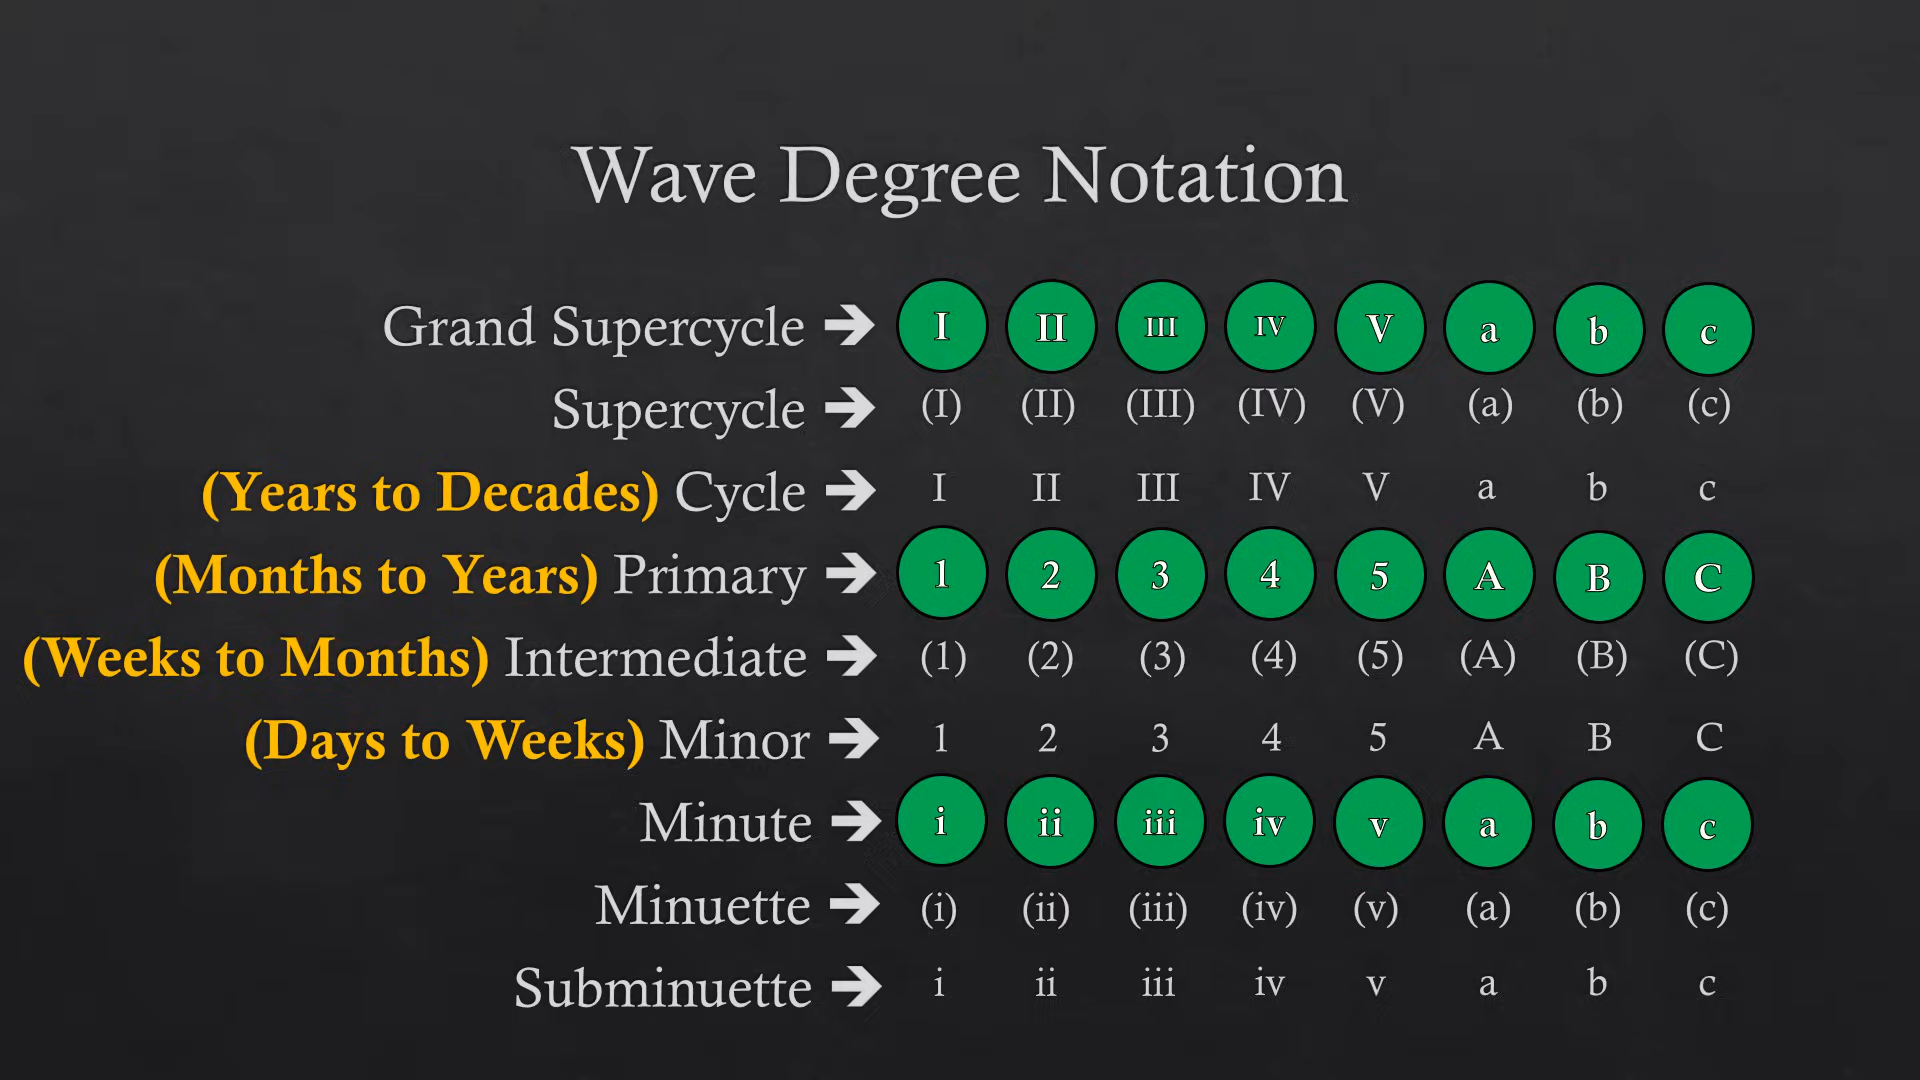 Wave Degree Notation
Grand Supercycle ➔ I II III IV V a b c
Supercycle ➔ (I) (II) (III) (IV) (V) (a) (b) (c)
(Years to Decades) Cycle ➔ I II III IV V a b c
(Months to Years) Primary ➔ 1 2 3 4 5 A B C
(Weeks to Months) Intermediate ➔ (1) (2) (3) (4) (5) (A) (B) (C)
(Days to Weeks) Minor ➔ 1 2 3 4 5 A B C
Minute ➔ i ii iii iv v a b c
Minuette ➔ (i) (ii) (iii) (iv) (v) (a) (b) (c)
Subminuette ➔ i ii iii iv v a b c